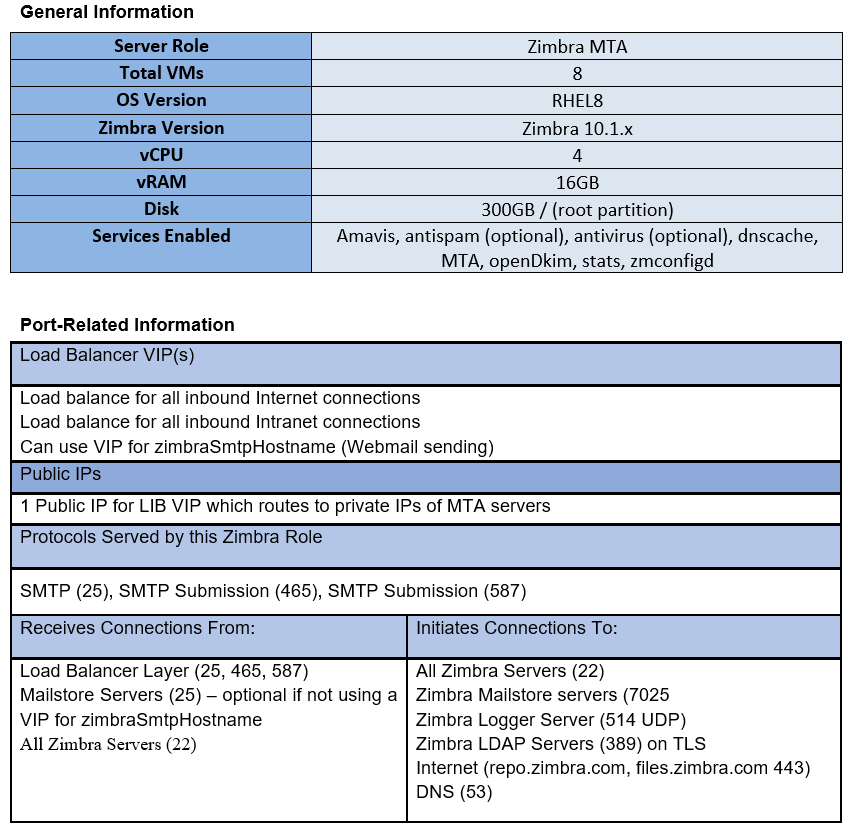 General Information
Server Role
Zimbra MTA
Total VMs
8
OS Version
RHEL8
Zimbra Version
Zimbra 10.1.x
vCPU
4
vRAM
16GB
Disk
300GB / (root partition)
Services Enabled
Amavis, antispam (optional), antivirus (optional), dnscache,
MTA, openDkim, stats, zmconfigd
Port-Related Information
Load Balancer VIP(s)
Load balance for all inbound Internet connections
Load balance for all inbound Intranet connections
Can use VIP for zimbraSmtpHostname (Webmail sending)
Public IPs
1 Public IP for LIB VIP which routes to private IPs of MTA servers
Protocols Served by this Zimbra Role
SMTP (25), SMTP Submission (465), SMTP Submission (587)
Receives Connections From:
Load Balancer Layer (25, 465, 587)
Mailstore Servers (25) – optional if not using a
VIP for zimbraSmtpHostname
All Zimbra Servers (22)
Initiates Connections To:
All Zimbra Servers (22)
Zimbra Mailstore servers (7025
Zimbra Logger Server (514 UDP)
Zimbra LDAP Servers (389) on TLS
Internet (repo.zimbra.com, files.zimbra.com 443)
DNS (53)